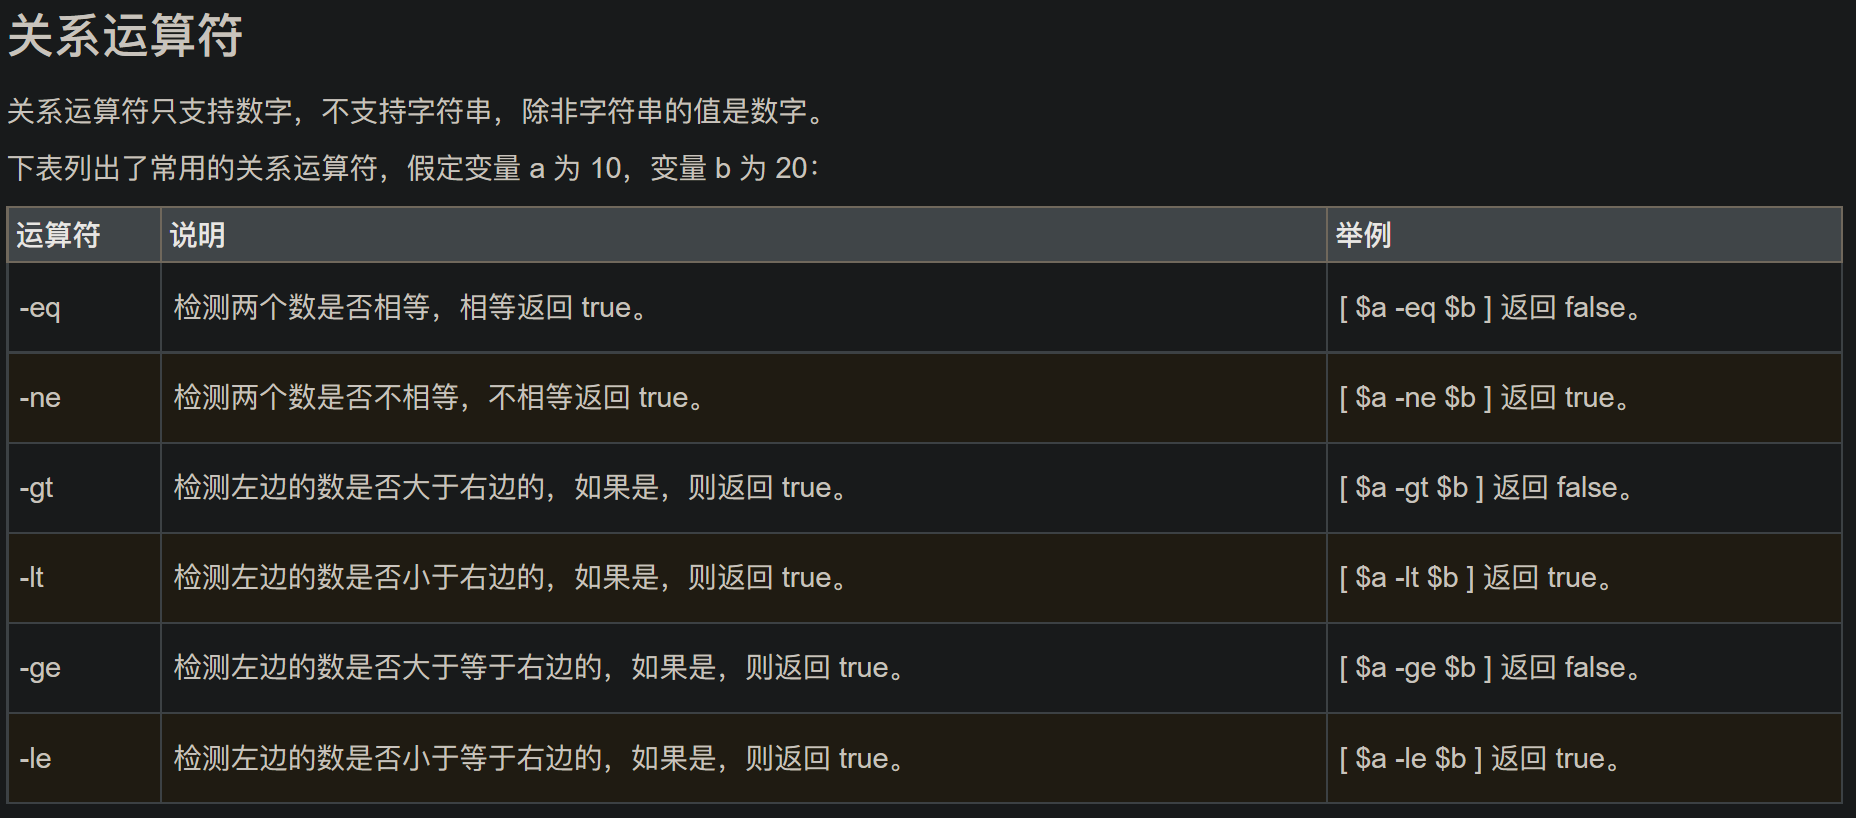 关系运算符
关系运算符只支持数字，不支持字符串，除非字符串的值是数字。
下表列出了常用的关系运算符，假定变量 a 为 10，变量 b 为 20：
运算符 说明 举例
-eq 检测两个数是否相等，相等返回 true。 [ $a -eq $b ] 返回 false。
-ne 检测两个数是否不相等，不相等返回 true。 [ $a -ne $b ] 返回 true。
-gt 检测左边的数是否大于右边的，如果是，则返回 true。 [ $a -gt $b ] 返回 false。
-lt 检测左边的数是否小于右边的，如果是，则返回 true。 [ $a -lt $b ] 返回 true。
-ge 检测左边的数是否大于等于右边的，如果是，则返回 true。 [ $a -ge $b ] 返回 false。
-le 检测左边的数是否小于等于右边的，如果是，则返回 true。 [ $a -le $b ] 返回 true。